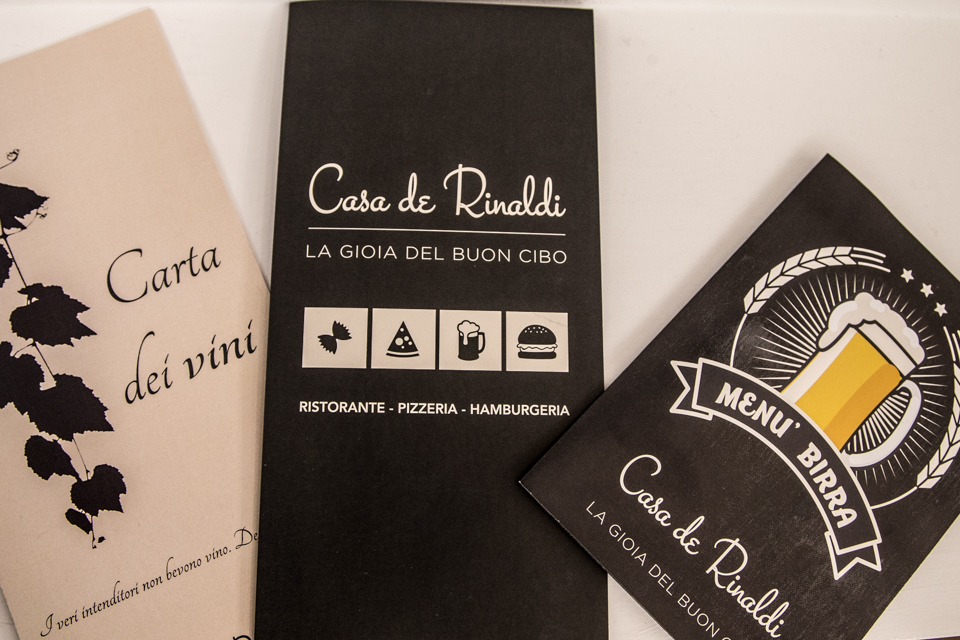 Carta
dei vini
I veri intenditori non bevono vino. De
Casa de Rinaldi
LA GIOIA DEL BUON CIBO
RISTORANTE - PIZZERIA - HAMBURGERIA
MENU' BIRRA
Casa de Rinaldi
LA GIOIA DEL BUON